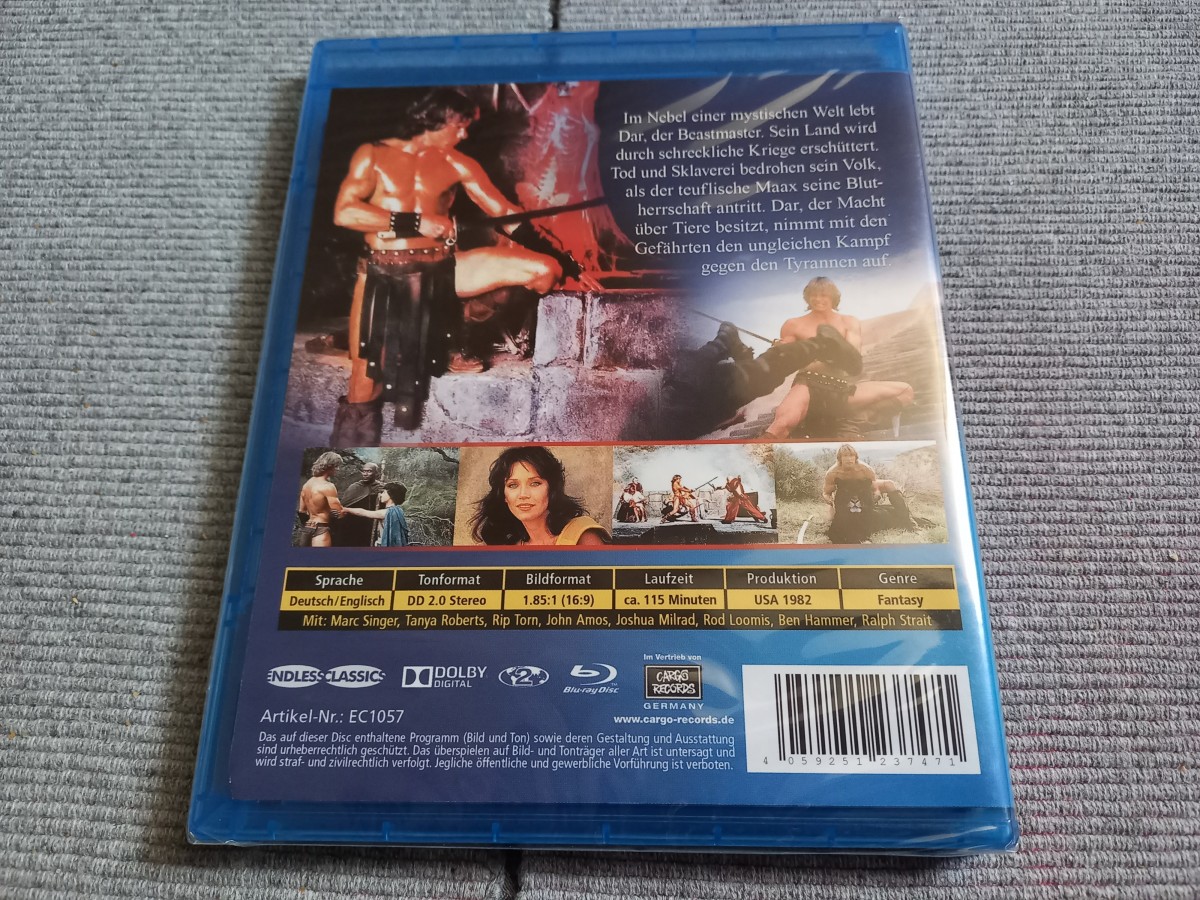 Im Nebel einer mystischen Welt lebt
Dar, der Beastmaster. Sein Land wird
durch schreckliche Kriege erschüttert.
Tod und Sklaverei bedrohen sein Volk,
als der teuflische Maax seine Blut-
herrschaft antritt. Dar, der Macht
über Tiere besitzt, nimmt mit den
Gefährten den ungleichen Kampf
gegen den Tyrannen auf.
Sprache Tonformat Bildformat Laufzeit Produktion Genre
Deutsch/Englisch DD 2.0 Stereo 1.85:1 (16:9) ca. 115 Minuten USA 1982 Fantasy
Mit: Marc Singer, Tanya Roberts, Rip Torn, John Amos, Joshua Milrad, Rod Loomis, Ben Hammer, Ralph Strait
ENDLESS CLASSICS
DOLBY
DIGITAL
2
Blu-ray Disc
TM
Im Vertrieb von
CARGO
RECORDS
GERMANY
www.cargo-records.de
Artikel-Nr.: EC1057
Das auf dieser Disc enthaltene Programm (Bild und Ton) sowie deren Gestaltung und Ausstattung
sind urheberrechtlich geschützt. Das überspielen auf Bild- und Tonträger aller Art ist untersagt und
wird straf- und zivilrechtlich verfolgt. Jegliche öffentliche und gewerbliche Vorführung ist verboten.
4 059251 237471